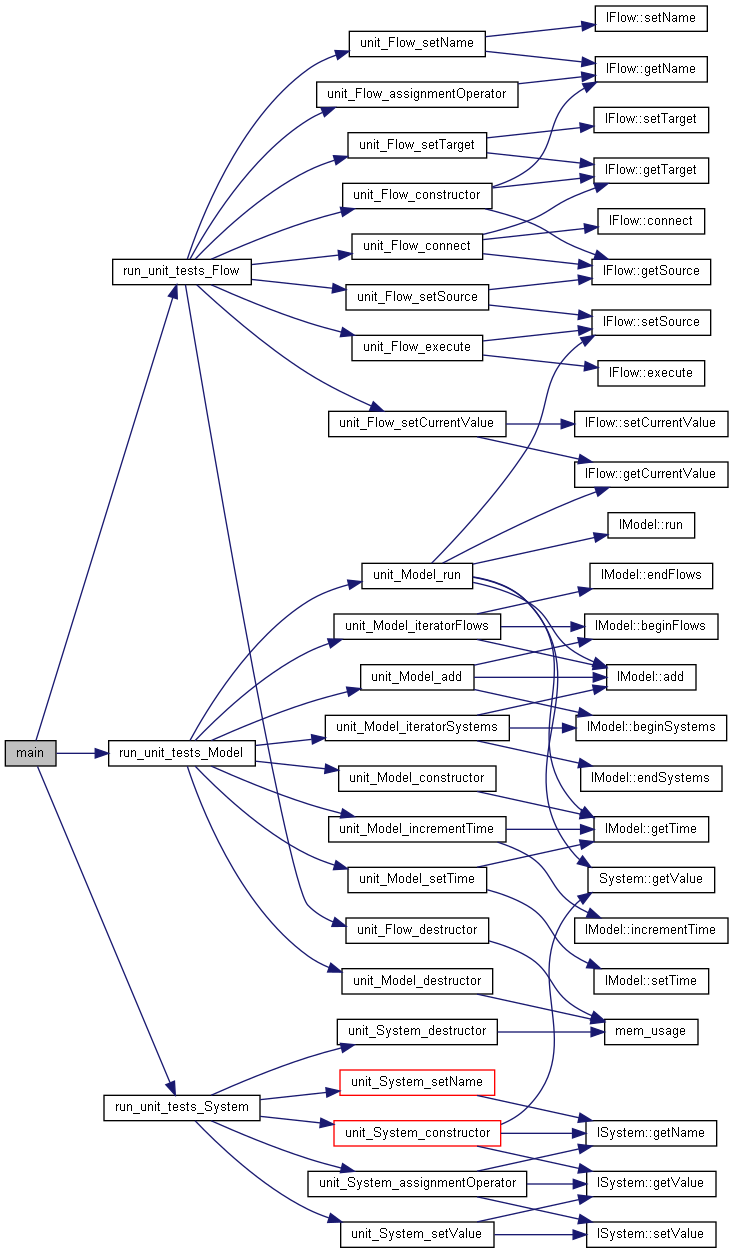 IFlow::setName
unit_Flow_setName
IFlow::getName
unit_Flow_assignmentOperator
IFlow::setTarget
unit_Flow_setTarget
IFlow::getTarget
unit_Flow_constructor
IFlow::connect
unit_Flow_connect
run_unit_tests_Flow
IFlow::getSource
unit_Flow_setSource
IFlow::setSource
unit_Flow_execute
IFlow::execute
unit_Flow_setCurrentValue
IFlow::setCurrentValue
IFlow::getCurrentValue
IModel::run
unit_Model_run
IModel::endFlows
unit_Model_iteratorFlows
IModel::beginFlows
unit_Model_add
IModel::add
unit_Model_iteratorSystems
IModel::beginSystems
main
run_unit_tests_Model
unit_Model_constructor
IModel::endSystems
unit_Model_incrementTime
IModel::getTime
unit_Model_setTime
System::getValue
unit_Flow_destructor
IModel::incrementTime
unit_Model_destructor
IModel::setTime
unit_System_destructor
mem_usage
unit_System_setName
run_unit_tests_System
unit_System_constructor
ISystem::getName
unit_System_assignmentOperator
ISystem::getValue
unit_System_setValue
ISystem::setValue